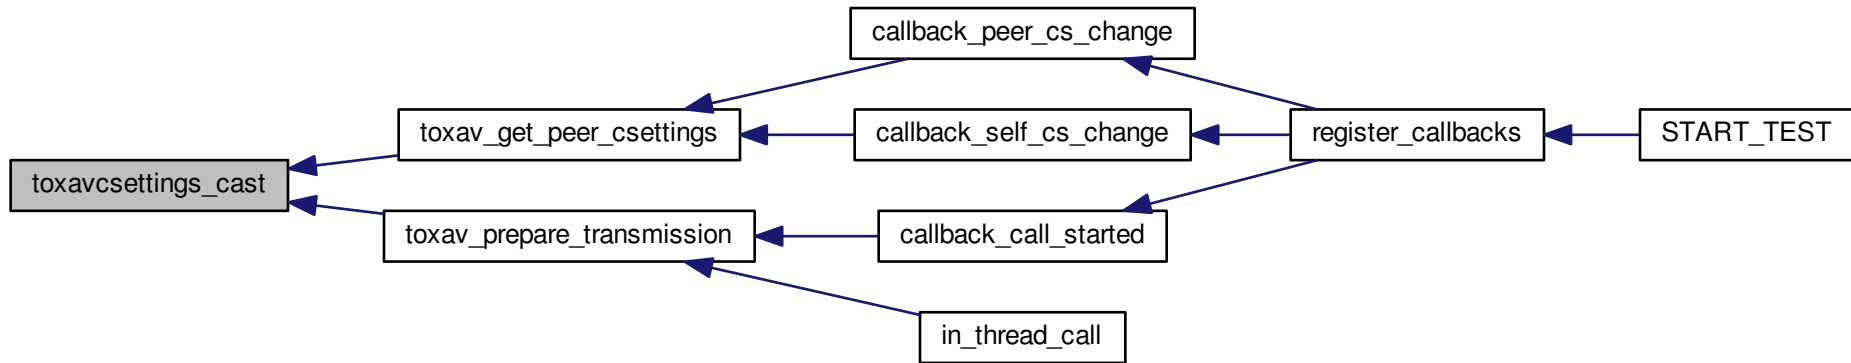 callback_peer_cs_change
toxav_get_peer_csettings
callback_self_cs_change
register_callbacks
START_TEST
toxavcsettings_cast
toxav_prepare_transmission
callback_call_started
in_thread_call